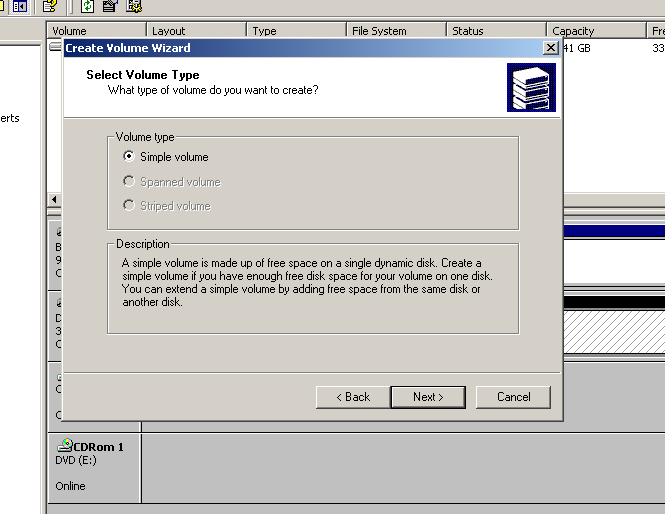 Volume Layout Type File System Status Capacity Fre
Create Volume Wizard
41 GB 33
Select Volume Type
What type of volume do you want to create?
erts
Volume type
Simple volume
Spanned volume
Striped volume
Description
A simple volume is made up of free space on a single dynamic disk. Create a
simple volume if you have enough free disk space for your volume on one disk.
You can extend a simple volume by adding free space from the same disk or
another disk.
B
9
C
D
3
C
C
C
< Back Next > Cancel
CDRom 1
DVD (E:)
Online